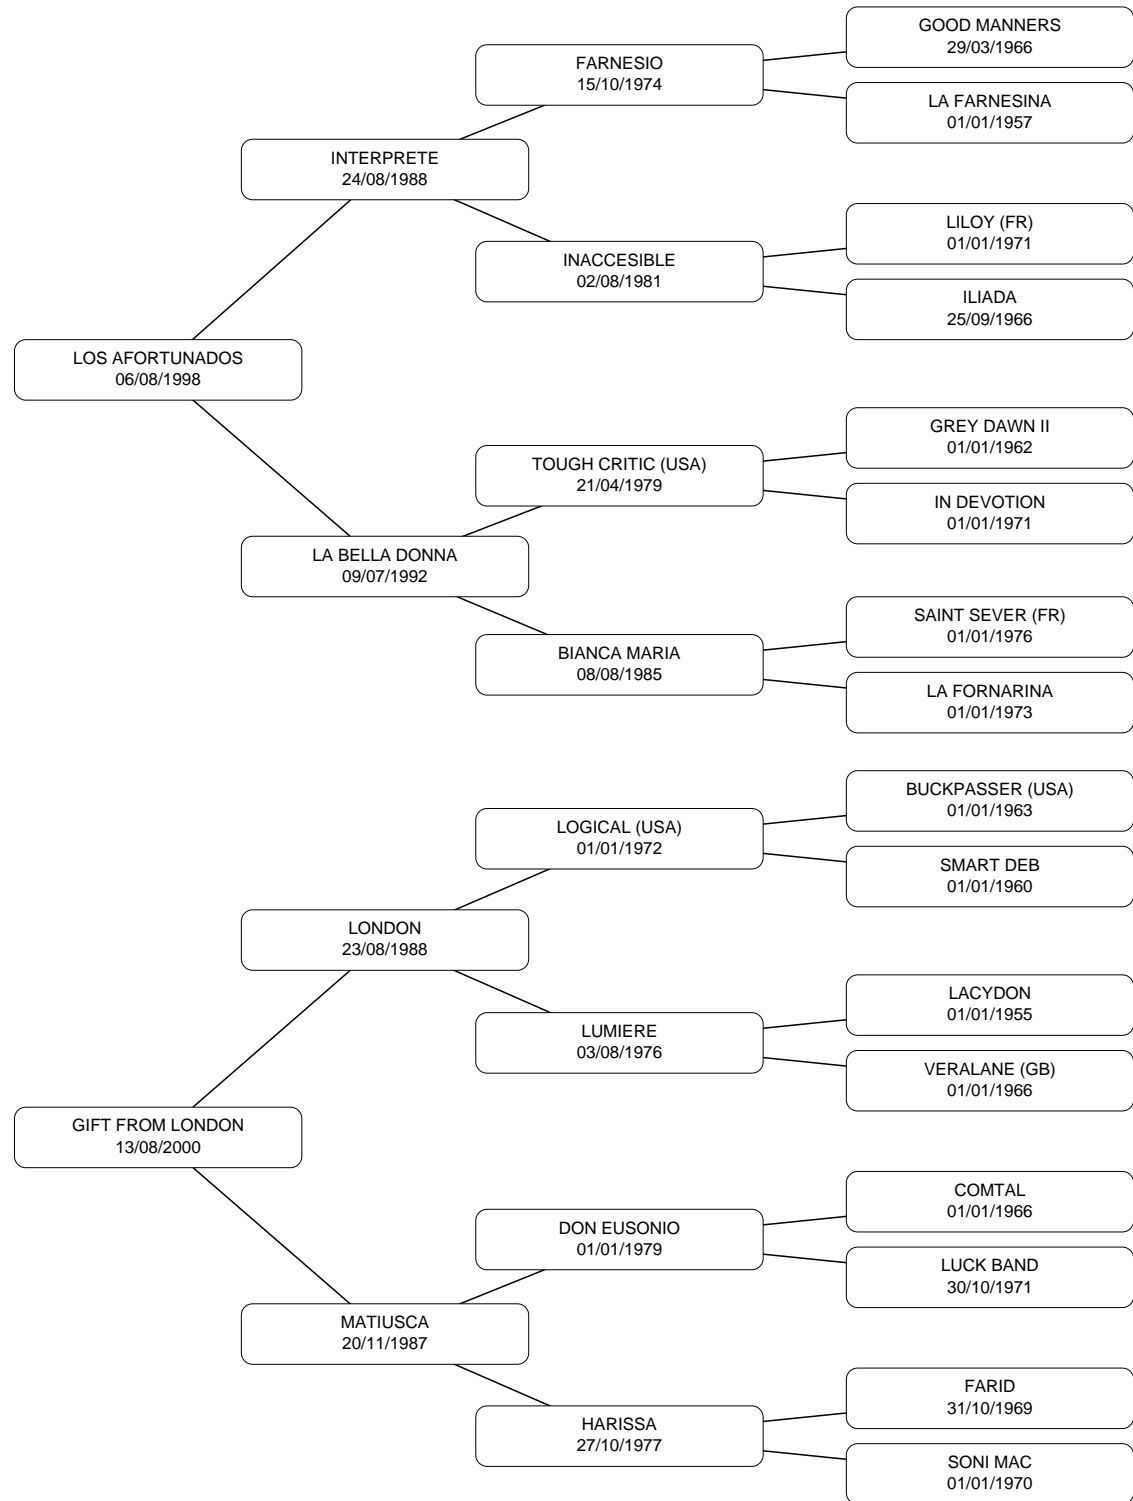 GOOD MANNERS
29/03/1966
FARNESIO
15/10/1974
LA FARNESINA
01/01/1957
INTERPRETE
24/08/1988
LILOY (FR)
01/01/1971
INACCESIBLE
02/08/1981
ILIADA
25/09/1966
LOS AFORTUNADOS
06/08/1998
GREY DAWN II
01/01/1962
TOUGH CRITIC (USA)
21/04/1979
IN DEVOTION
01/01/1971
LA BELLA DONNA
09/07/1992
SAINT SEVER (FR)
01/01/1976
BIANCA MARIA
08/08/1985
LA FORNARINA
01/01/1973
BUCKPASSER (USA)
01/01/1963
LOGICAL (USA)
01/01/1972
SMART DEB
01/01/1960
LONDON
23/08/1988
LACYDON
01/01/1955
LUMIERE
03/08/1976
VERALANE (GB)
01/01/1966
GIFT FROM LONDON
13/08/2000
COMTAL
01/01/1966
DON EUSONIO
01/01/1979
LUCK BAND
30/10/1971
MATIUSCA
20/11/1987
FARID
31/10/1969
HARISSA
27/10/1977
SONI MAC
01/01/1970